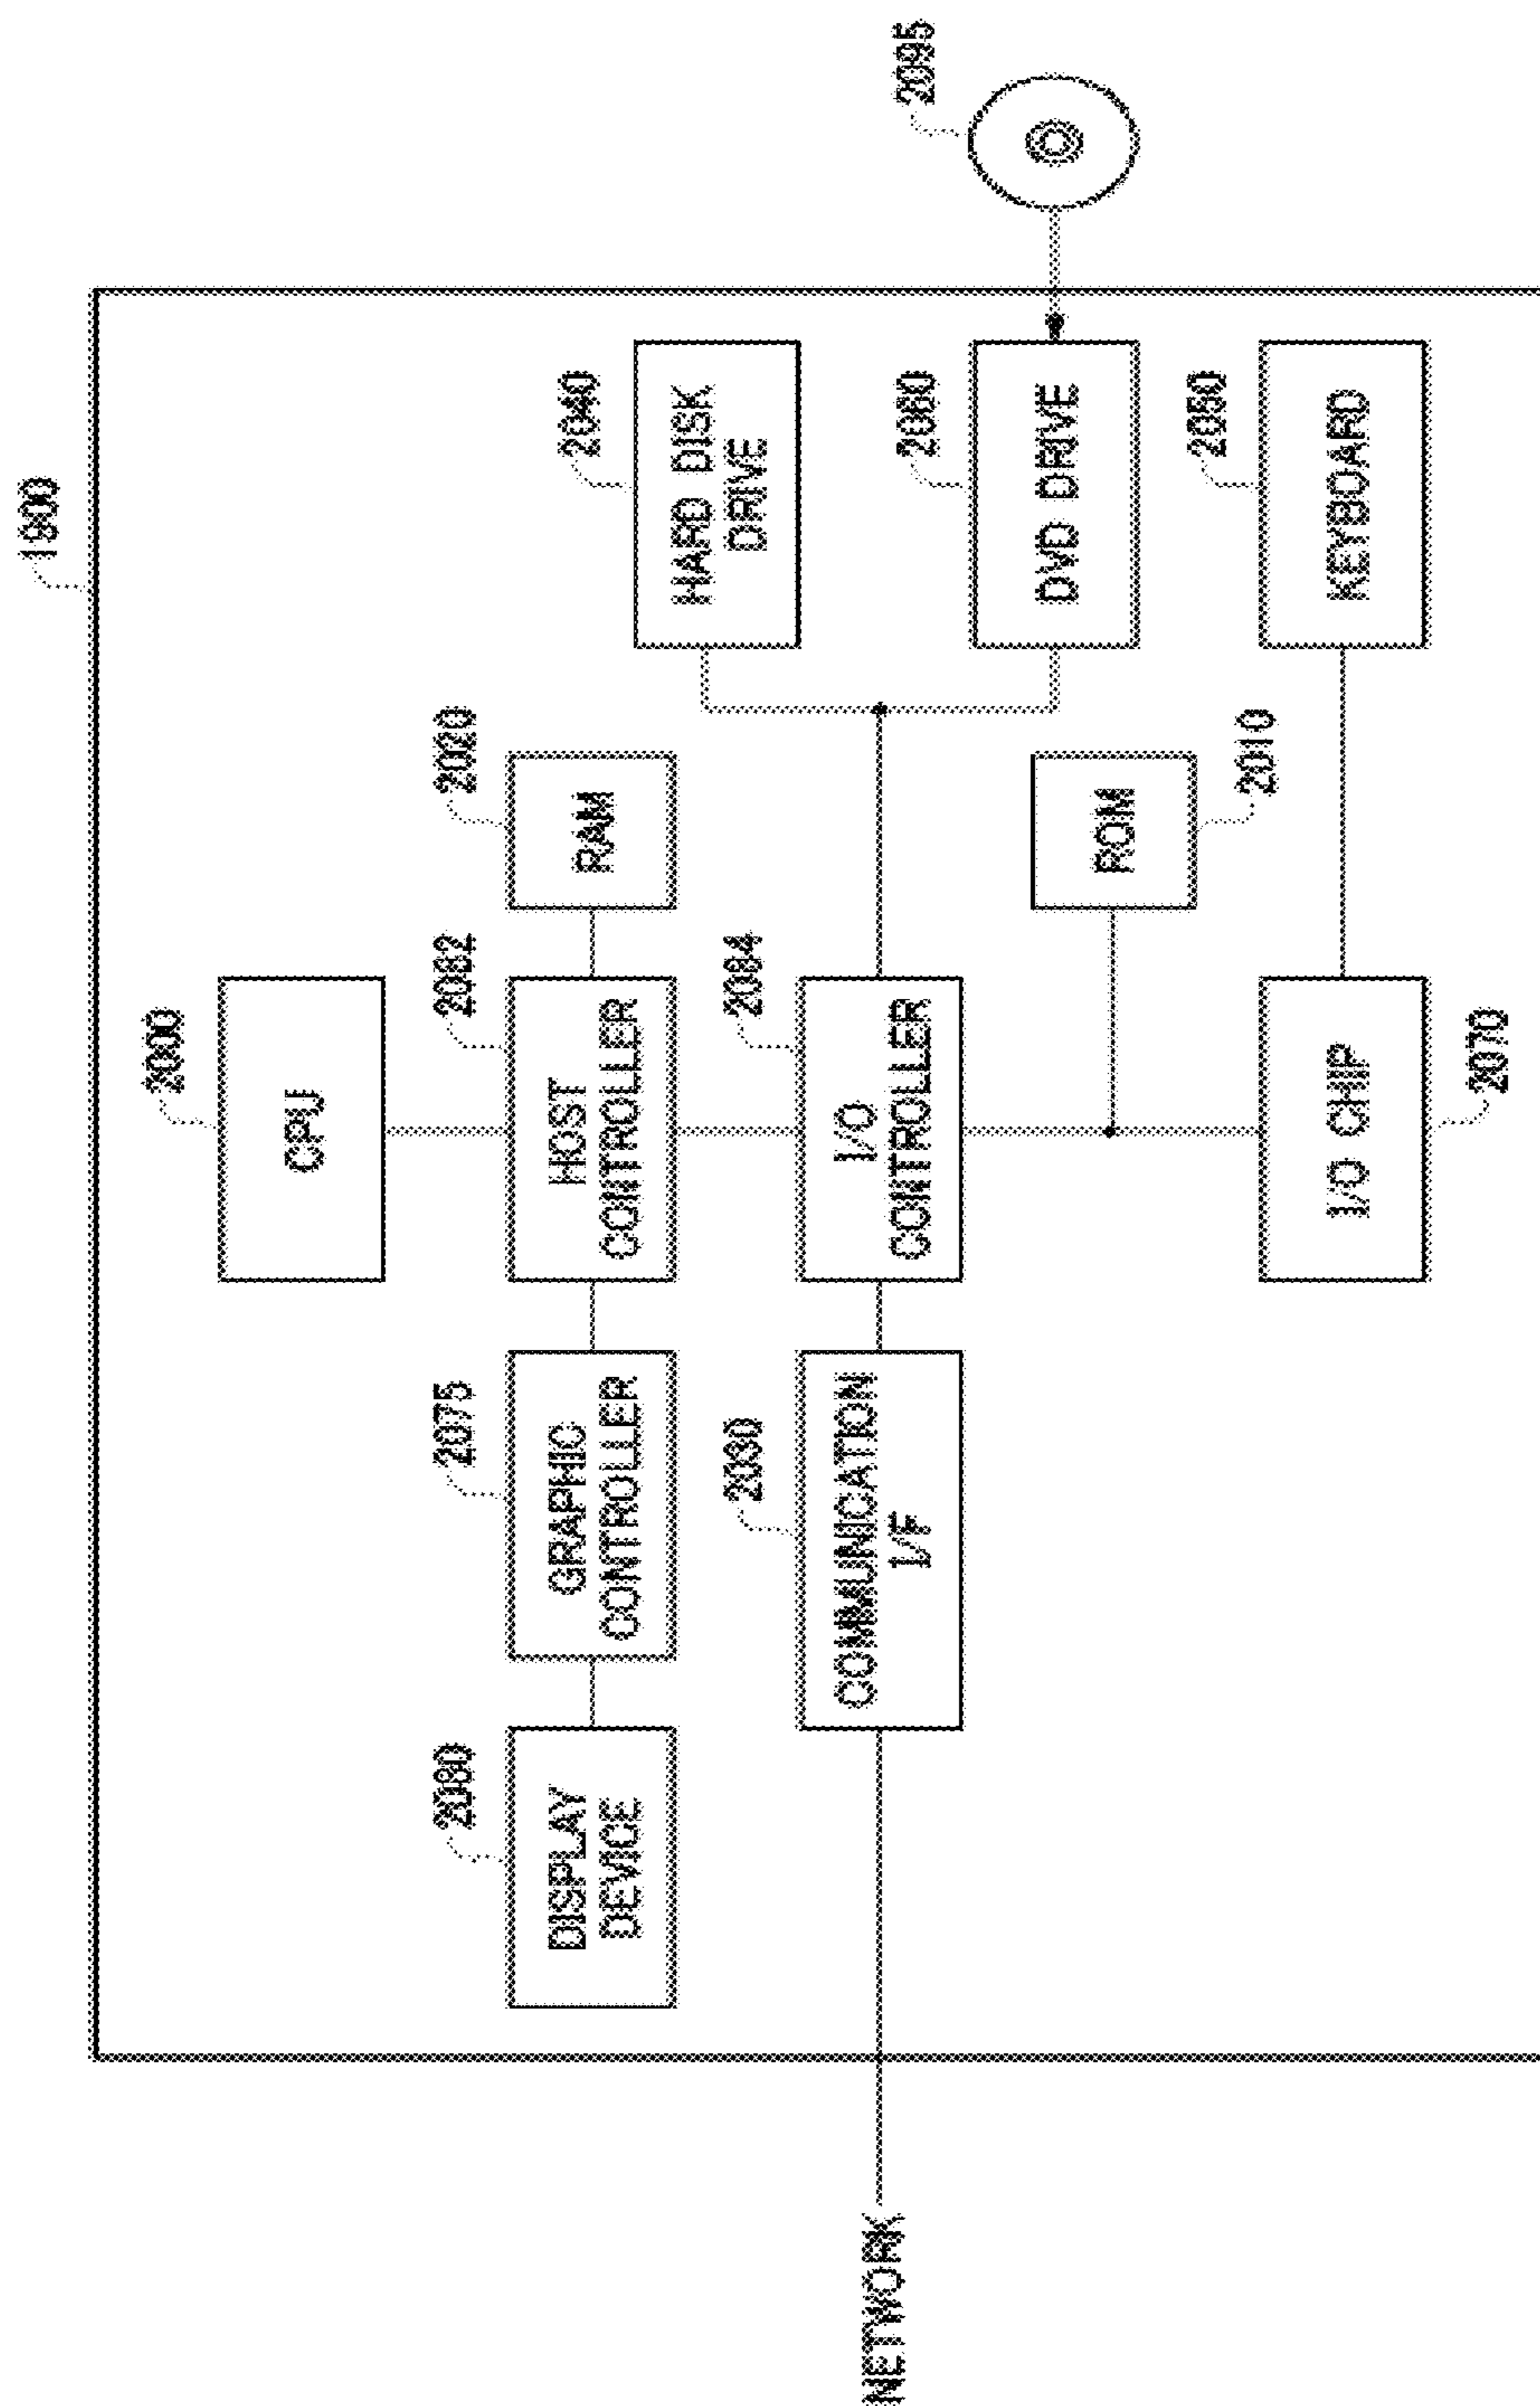 1900
2000
CPU
2080
DISPLAY
DEVICE
2075
GRAPHIC
CONTROLLER
2082
HOST
CONTROLLER
2020
RAM
2040
HARD DISK
DRIVE
NETWORK
2030
COMMUNICATION
I/F
2084
I/O
CONTROLLER
2060
DVD DRIVE
2095
ROM
2010
2050
KEYBOARD
I/O CHIP
2070